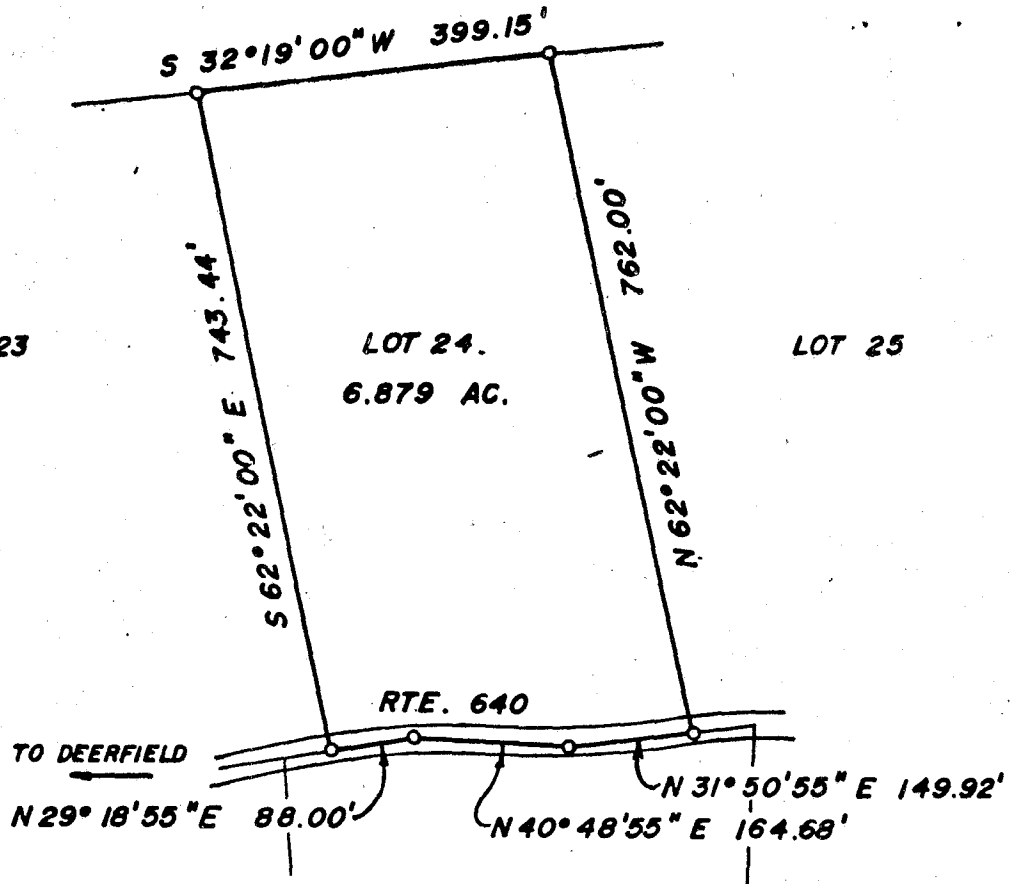 S 32°19'00"W 399.15'
S 62°22'00" E 743.44'
N 62°22'00"W 762.00'
23
LOT 24.
6.879 AC.
LOT 25
RTE. 640
TO DEERFIELD
N 29° 18'55"E 88.00'
N 31° 50'55" E 149.92'
N 40° 48'55" E 164.68'